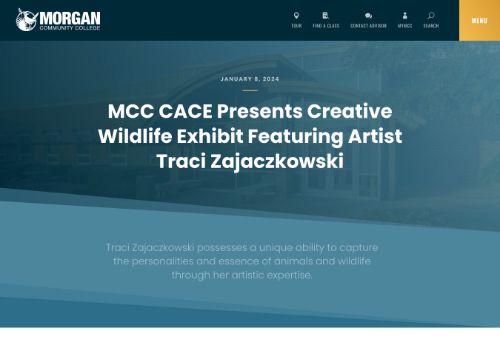 MORGAN
COMMUNITY COLLEGE
TOUR
FIND A CLASS
CONTACT ADVISOR
MYMCC
SEARCH
MENU
JANUARY 8, 2024
MCC CACE Presents Creative
Wildlife Exhibit Featuring Artist
Traci Zajaczkowski
Traci Zajaczkowski possesses a unique ability to capture
the personalities and essence of animals and wildlife
through her artistic expertise.